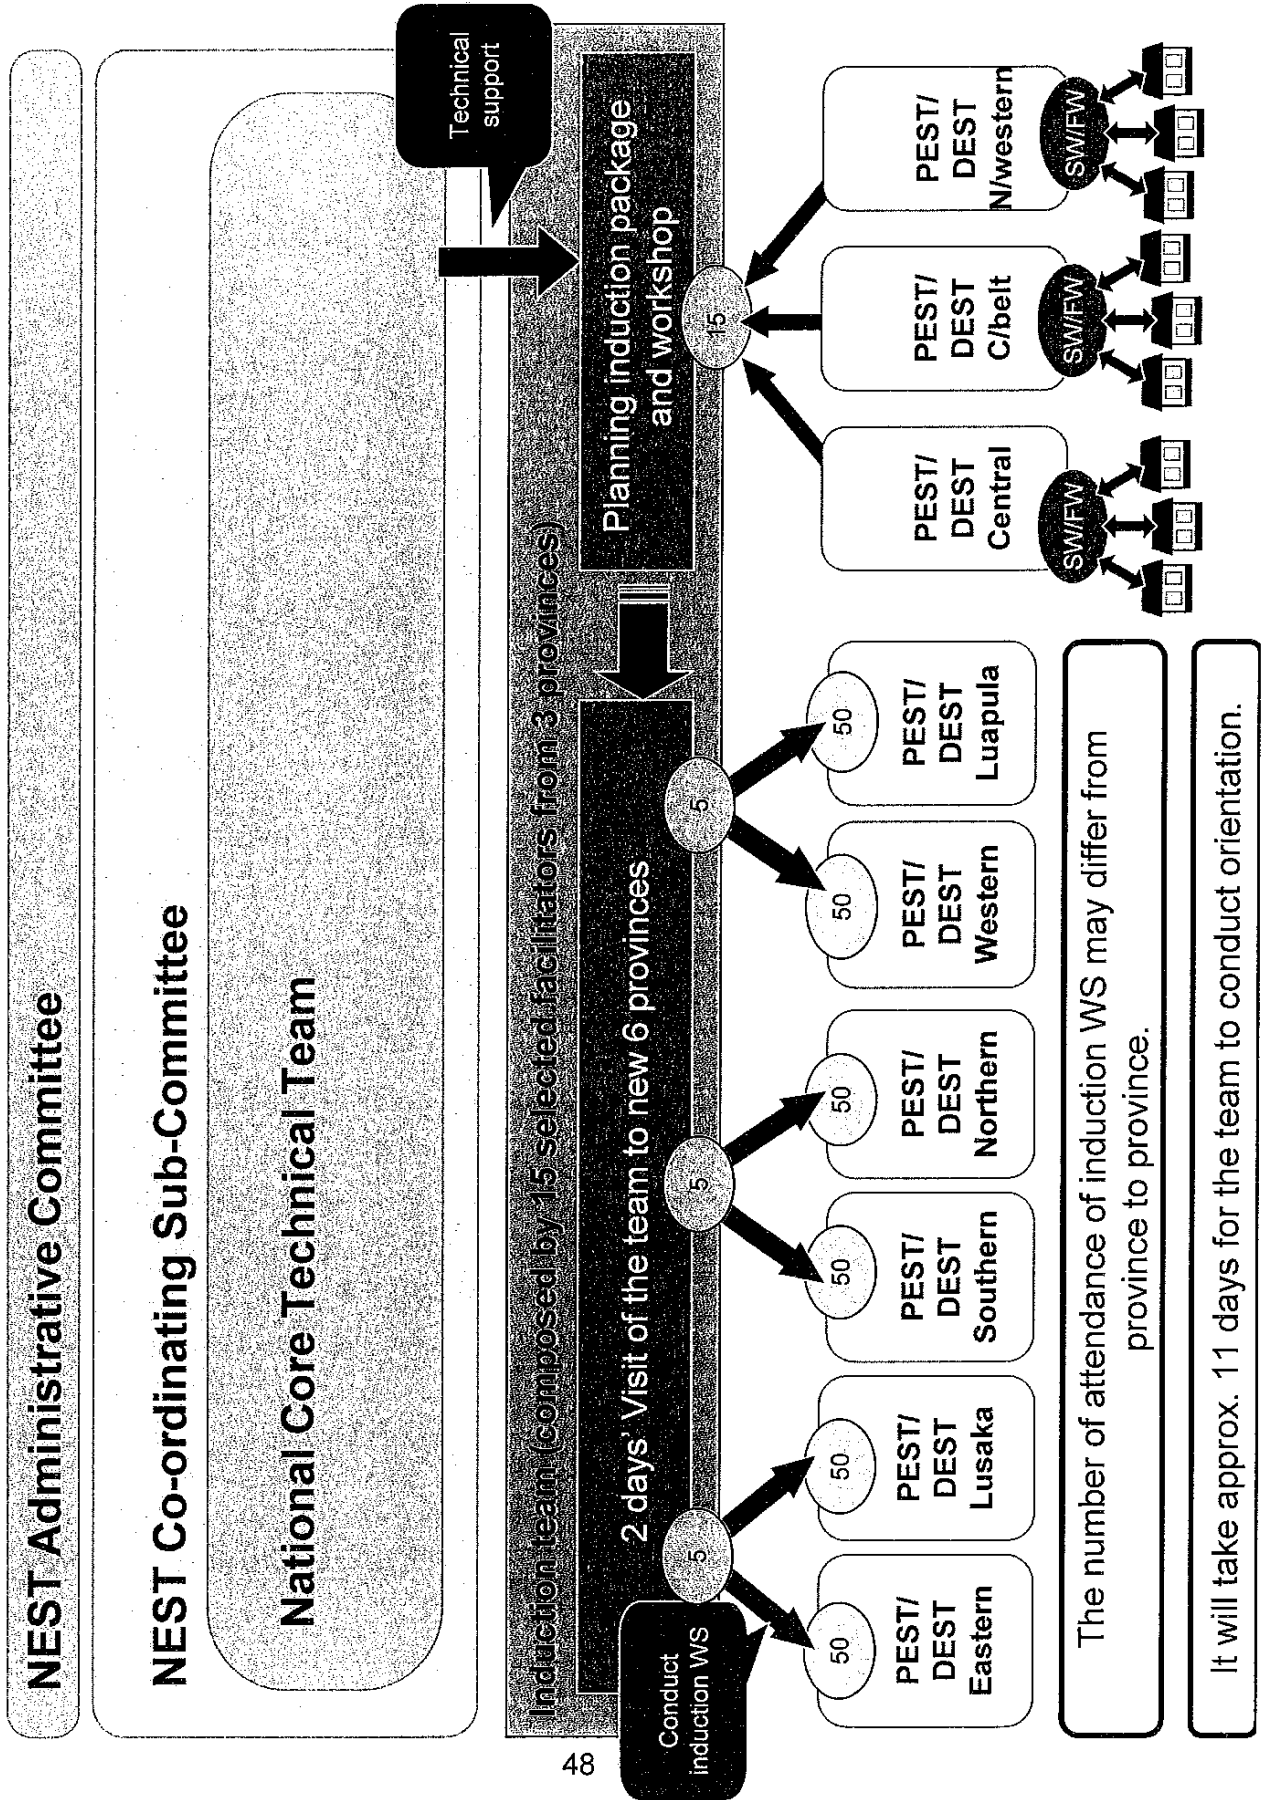 NEST Administrative Committee
NEST Co-ordinating Sub-Committee
National Core Technical Team
Technical
support
Induction team (composed by 15 selected facilitators from 3 provinces)
2 days' Visit of the team to new 6 provinces
Planning induction package
and workshop
Conduct
induction WS
5
5
5
15
50
50
50
50
50
50
PEST/
DEST
Eastern
PEST/
DEST
Lusaka
PEST/
DEST
Southern
PEST/
DEST
Northern
PEST/
DEST
Western
PEST/
DEST
Luapula
PEST/
DEST
Central
PEST/
DEST
C/belt
PEST/
DEST
N/western
SW/FW
SW/FW
SW/FW
The number of attendance of induction WS may differ from
province to province.
It will take approx. 11 days for the team to conduct orientation.
48